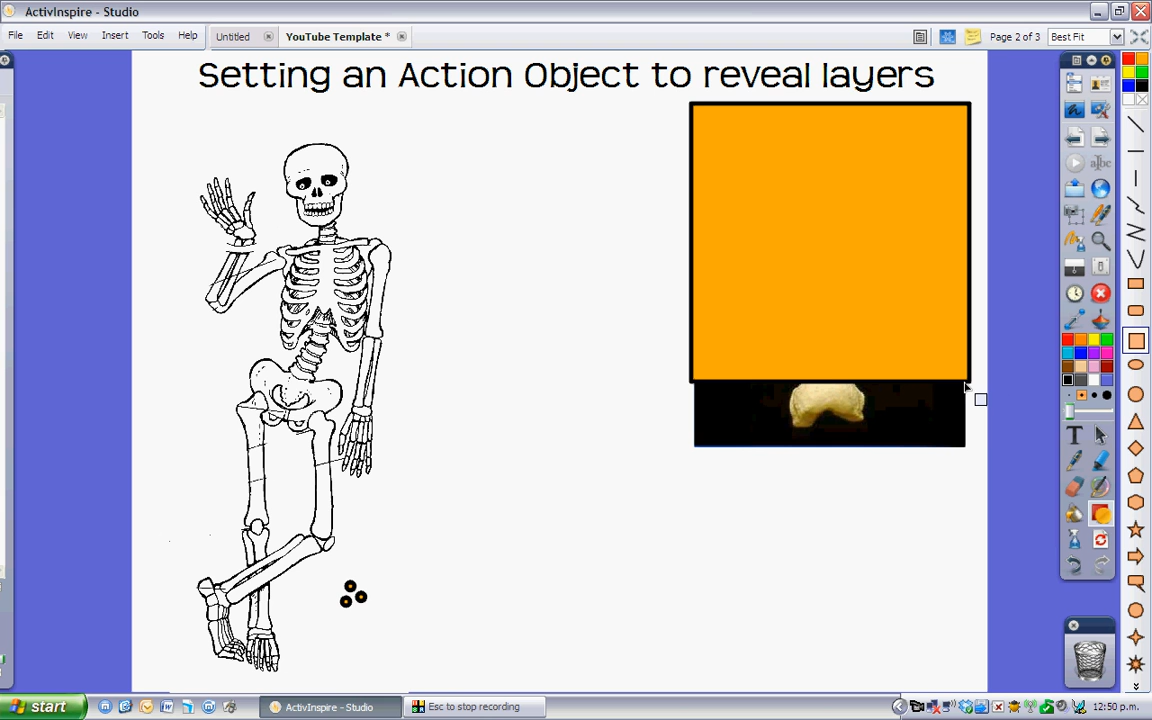 ActivInspire - Studio
File Edit View Insert Tools Help Untitled YouTube Template * Page 2 of 3 Best Fit
Setting an Action Object to reveal layers
abc
T
start ActivInspire - Studio Esc to stop recording 12:50 p.m.